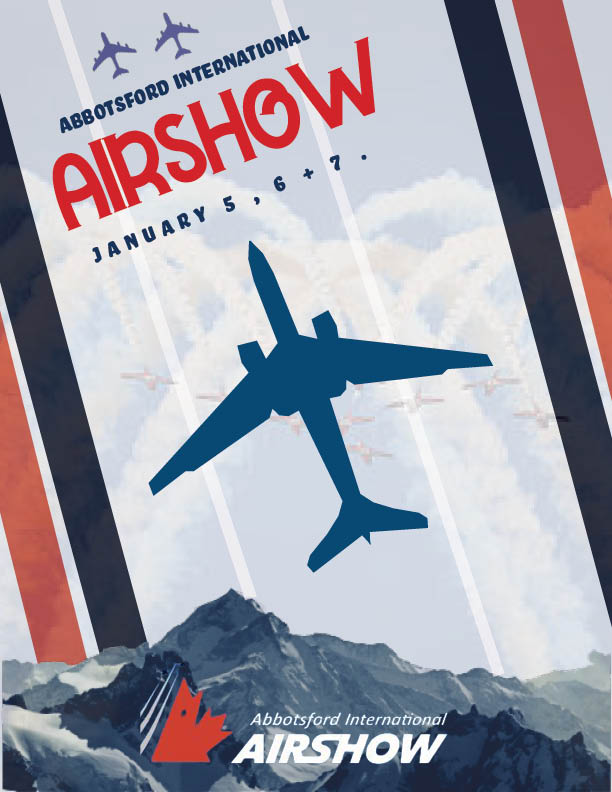 ABBOTSFORD INTERNATIONAL
AIRSHOW
JANUARY 5, 6 + 7.
Abbotsford International
AIRSHOW